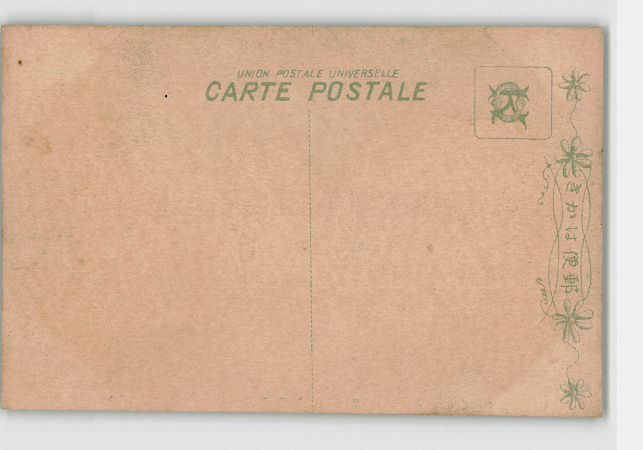 UNION POSTALE UNIVERSELLE
CARTE POSTALE
きかは便郵